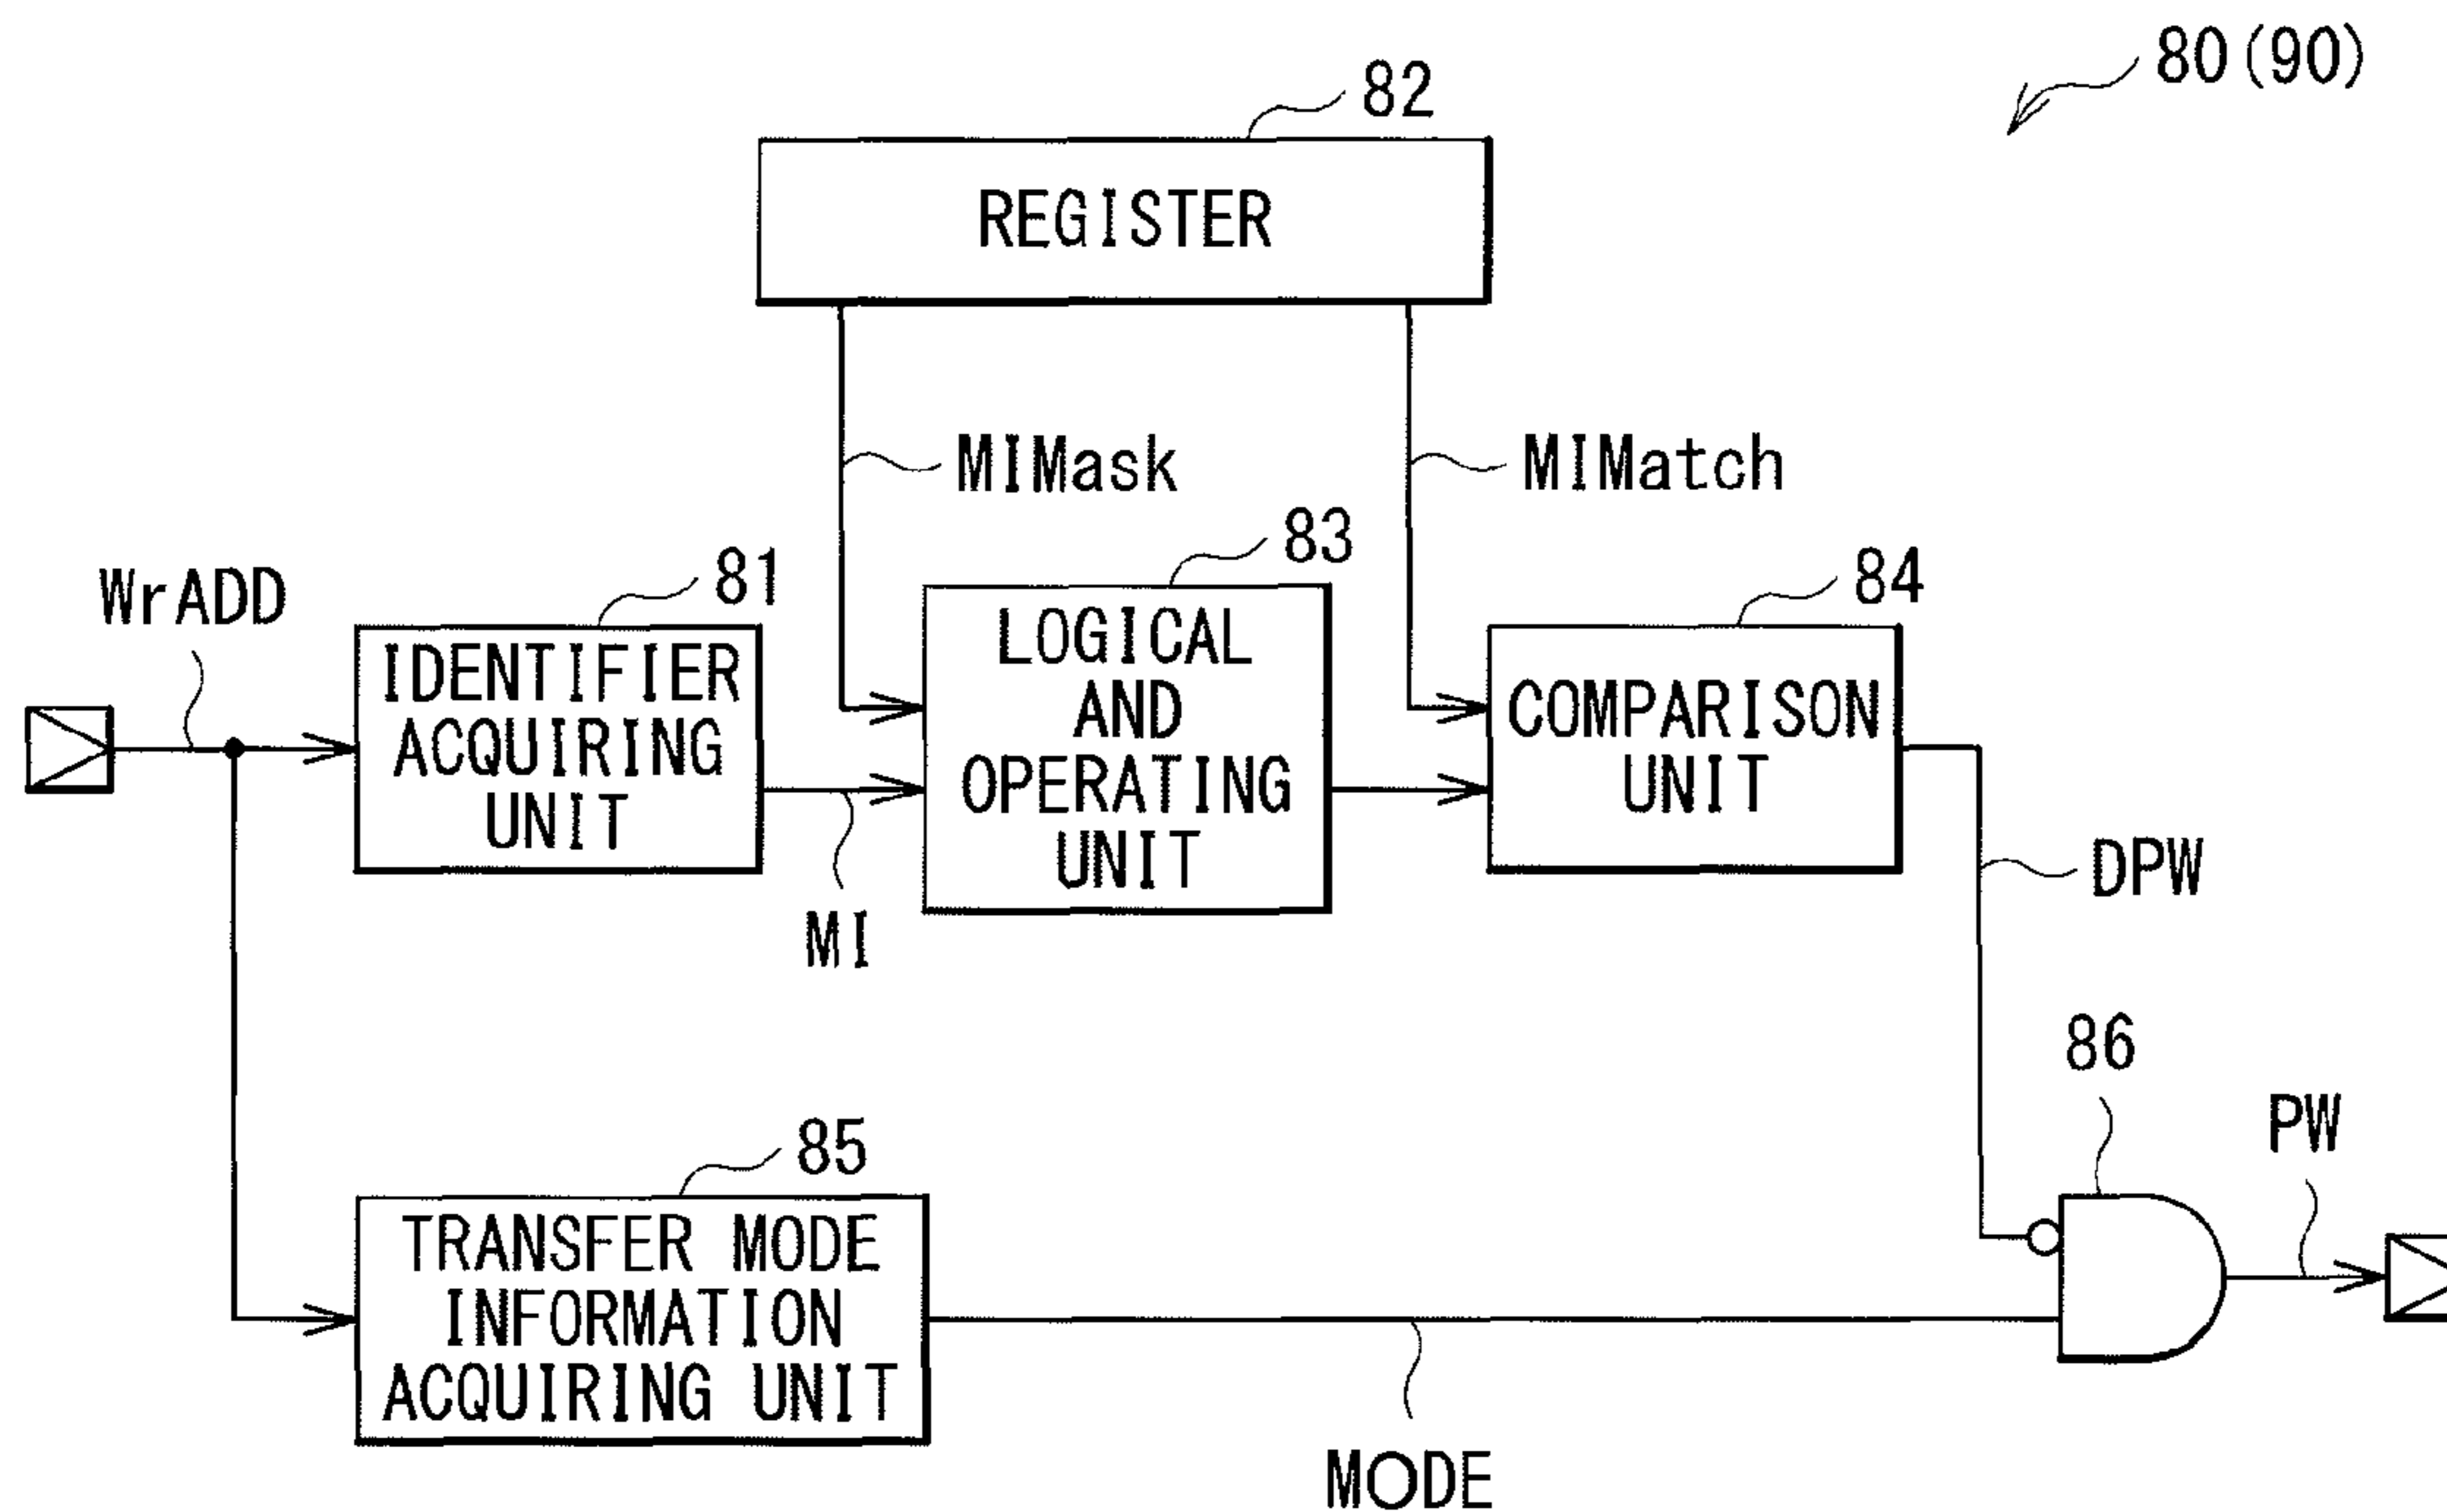 80(90)
82
REGISTER
MIMask
MIMatch
83
81
84
WrADD
IDENTIFIER
ACQUIRING
UNIT
LOGICAL
AND
OPERATING
UNIT
COMPARISON
UNIT
DPW
MI
86
PW
85
TRANSFER MODE
INFORMATION
ACQUIRING UNIT
MODE